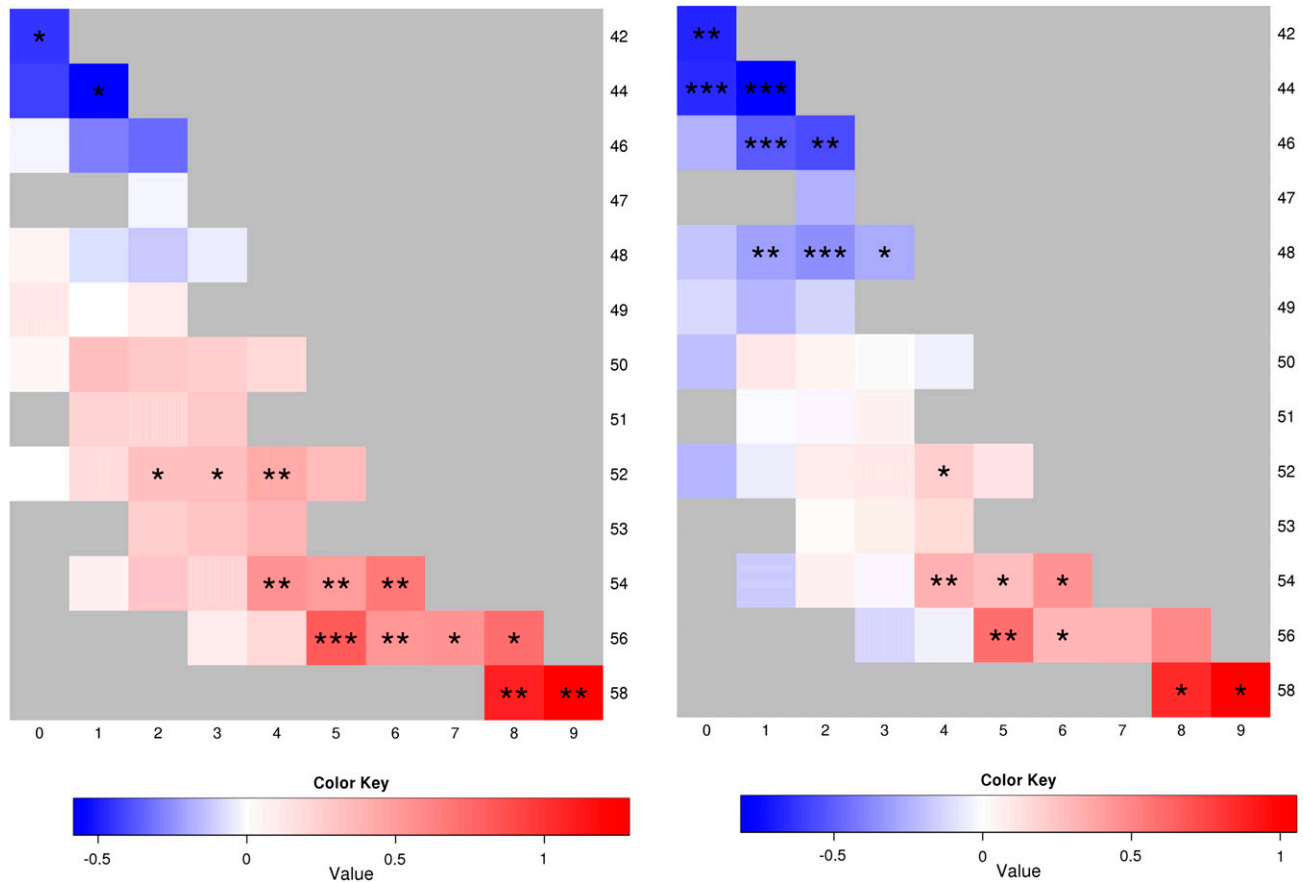 * 42
* 44
46
47
48
49
50
51
* * ** 52
53
** ** ** 54
*** ** * * 56
** ** 58
0 1 2 3 4 5 6 7 8 9
Color Key
-0.5 0 0.5 1
Value
** 42
*** *** 44
*** ** 46
47
** *** * 48
49
50
51
* 52
53
** * * 54
** * 56
* * 58
0 1 2 3 4 5 6 7 8 9
Color Key
-0.5 0 0.5 1
Value